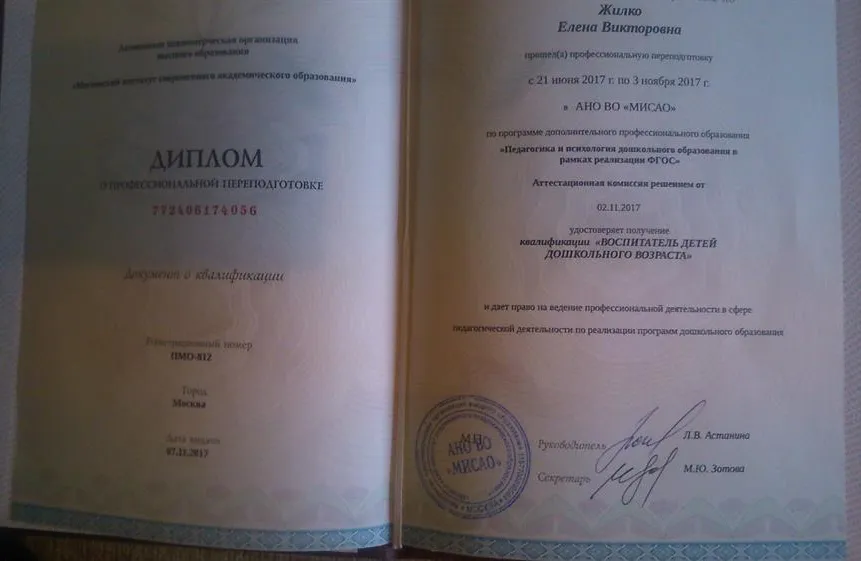 Автономная некоммерческая организация
высшего образования
«Московский институт современного академического образования»
ДИПЛОМ
О ПРОФЕССИОНАЛЬНОЙ ПЕРЕПОДГОТОВКЕ
772406174056
Документ о квалификации
Регистрационный номер
ПМО-812
Город
Москва
Дата выдачи
07.11.2017
Жилко
Елена Викторовна
прошел(а) профессиональную переподготовку
с 21 июня 2017 г. по 3 ноября 2017 г.
в АНО ВО «МИСАО»
по программе дополнительного профессионального образования
«Педагогика и психология дошкольного образования в
рамках реализации ФГОС»
Аттестационная комиссия решением от
02.11.2017
удостоверяет получение
квалификации «ВОСПИТАТЕЛЬ ДЕТЕЙ
ДОШКОЛЬНОГО ВОЗРАСТА»
и дает право на ведение профессиональной деятельности в сфере
педагогической деятельности по реализации программ дошкольного образования
М.П.
АНО ВО
«МИСАО»
МОСКВА
Руководитель
Л.В. Астанина
Секретарь
М.Ю. Зотова